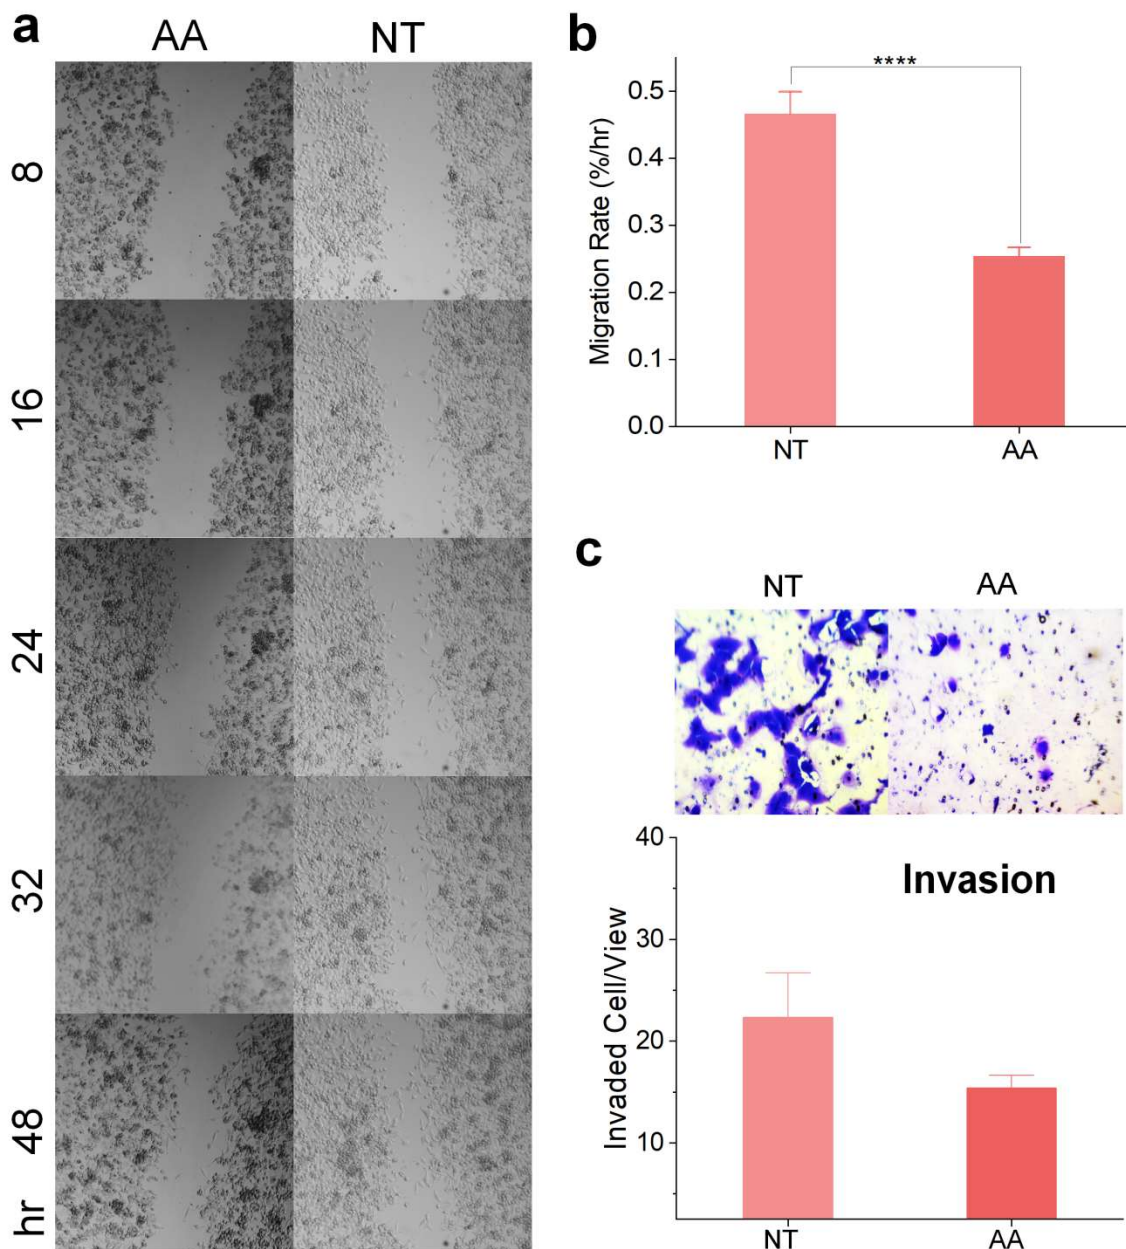 a
AA NT
8
16
24
32
48
hr
b
****
Migration Rate (%/hr)
0.5
0.4
0.3
0.2
0.1
0.0
NT AA
c
NT AA
Invasion
Invaded Cell/View
40
30
20
10
NT AA